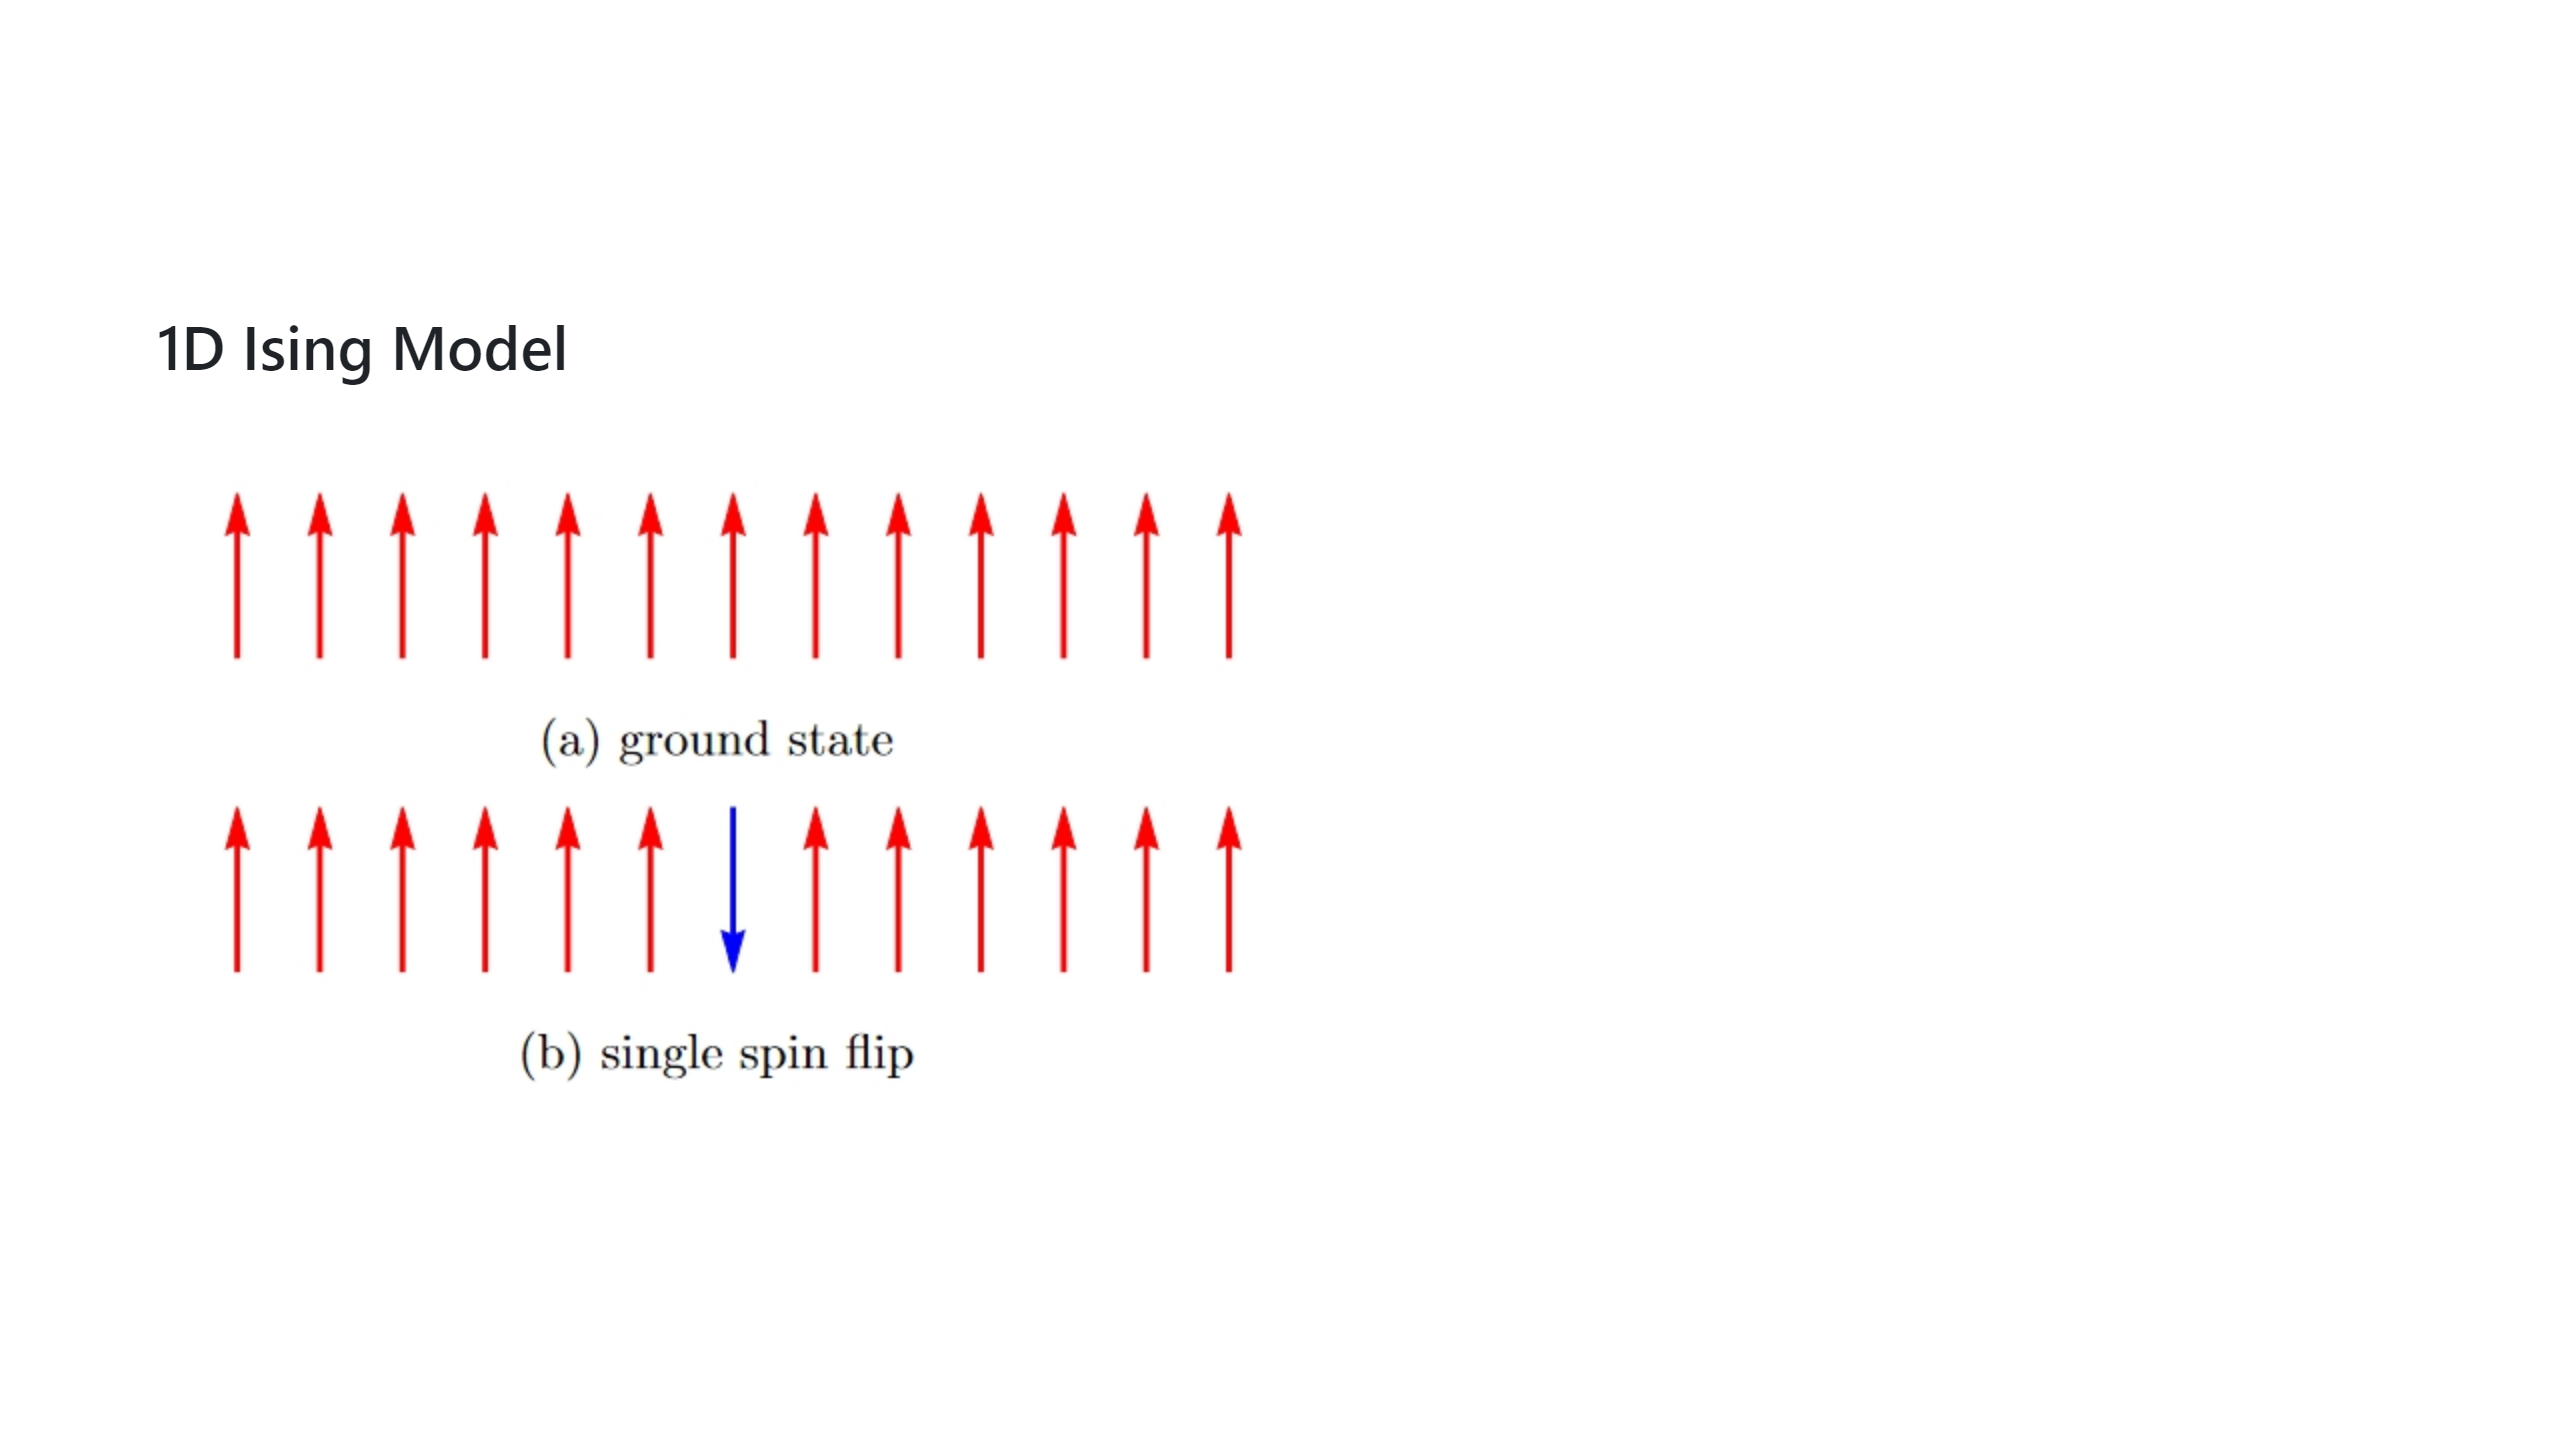 1D Ising Model
(a) ground state
(b) single spin flip